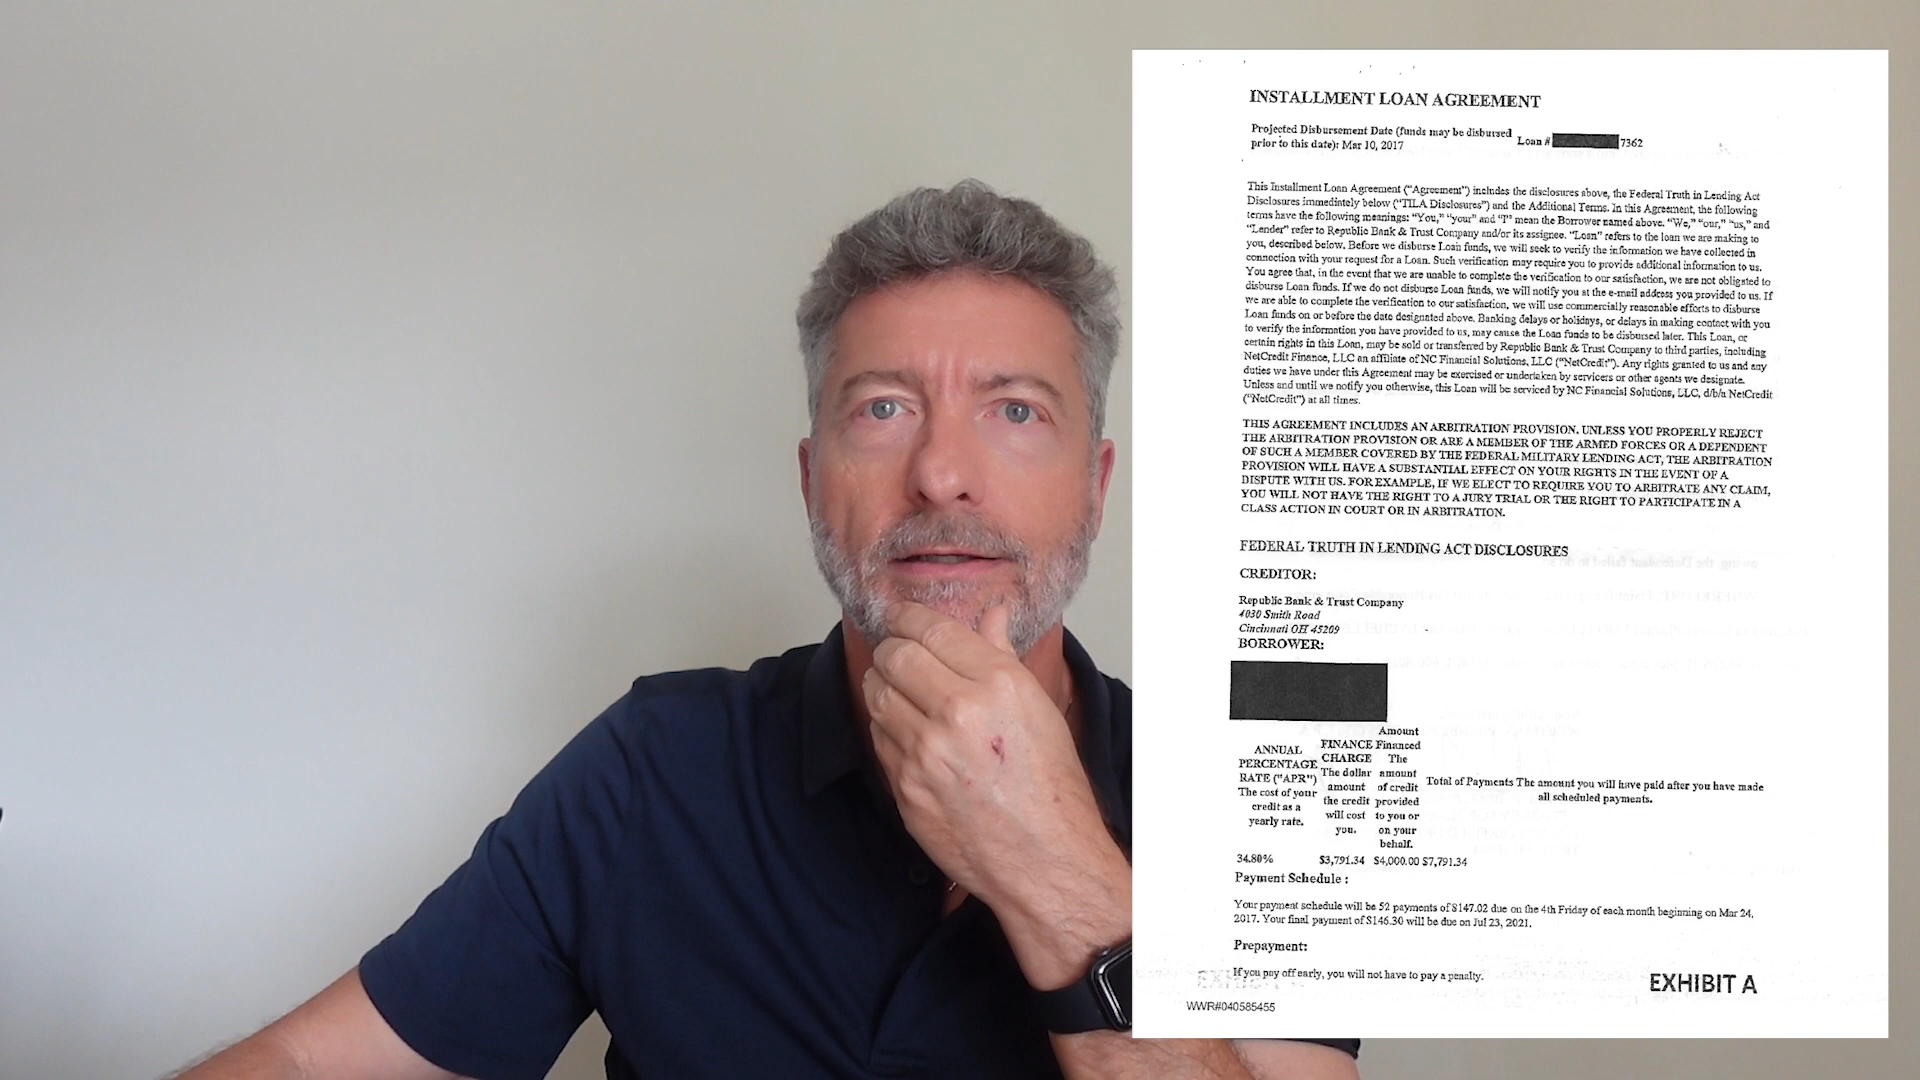 INSTALLMENT LOAN AGREEMENT
Projected Disbursement Date (funds may be disbursed
prior to this date): Mar 10, 2017
Loan # 7362
This Installment Loan Agreement (“Agreement”) includes the disclosures above, the Federal Truth in Lending Act
Disclosures immediately below (“TILA Disclosures”) and the Additional Terms. In this Agreement, the following
terms have the following meanings: “You,” “your” and “I” mean the Borrower named above. “We,” “our,” “us,” and
“Lender” refer to Republic Bank & Trust Company and/or its assignee. “Loan” refers to the loan we are making to
you, described below. Before we disburse Loan funds, we will seek to verify the information we have collected in
connection with your request for a Loan. Such verification may require you to provide additional information to us.
You agree that, in the event that we are unable to complete the verification to our satisfaction, we are not obligated to
disburse Loan funds. If we do not disburse Loan funds, we will notify you at the e-mail address you provided to us. If
we are able to complete the verification to our satisfaction, we will use commercially reasonable efforts to disburse
Loan funds on or before the date designated above. Banking delays or holidays, or delays in making contact with you
to verify the information you have provided to us, may cause the Loan funds to be disbursed later. This Loan, or
certain rights in this Loan, may be sold or transferred by Republic Bank & Trust Company to third parties, including
NetCredit Finance, LLC an affiliate of NC Financial Solutions, LLC (“NetCredit”). Any rights granted to us and any
duties we have under this Agreement may be exercised or undertaken by servicers or other agents we designate.
Unless and until we notify you otherwise, this Loan will be serviced by NC Financial Solutions, LLC, d/b/a NetCredit
(“NetCredit”) at all times.
THIS AGREEMENT INCLUDES AN ARBITRATION PROVISION. UNLESS YOU PROPERLY REJECT
THE ARBITRATION PROVISION OR ARE A MEMBER OF THE ARMED FORCES OR A DEPENDENT
OF SUCH A MEMBER COVERED BY THE FEDERAL MILITARY LENDING ACT, THE ARBITRATION
PROVISION WILL HAVE A SUBSTANTIAL EFFECT ON YOUR RIGHTS IN THE EVENT OF A
DISPUTE WITH US. FOR EXAMPLE, IF WE ELECT TO REQUIRE YOU TO ARBITRATE ANY CLAIM,
YOU WILL NOT HAVE THE RIGHT TO A JURY TRIAL OR THE RIGHT TO PARTICIPATE IN A
CLASS ACTION IN COURT OR IN ARBITRATION.
FEDERAL TRUTH IN LENDING ACT DISCLOSURES
CREDITOR:
Republic Bank & Trust Company
4030 Smith Road
Cincinnati OH 45209
BORROWER:
ANNUAL
PERCENTAGE
RATE ("APR")
The cost of your
credit as a
yearly rate.
FINANCE
CHARGE
The dollar
amount
the credit
will cost
you.
Amount
Financed
The
amount
of credit
provided
to you or
on your
behalf.
Total of Payments The amount you will have paid after you have made
all scheduled payments.
34.80% $3,791.34 $4,000.00 $7,791.34
Payment Schedule :
Your payment schedule will be 52 payments of $147.02 due on the 4th Friday of each month beginning on Mar 24,
2017. Your final payment of $146.30 will be due on Jul 23, 2021.
Prepayment:
If you pay off early, you will not have to pay a penalty.
EXHIBIT A
WWR#040585455